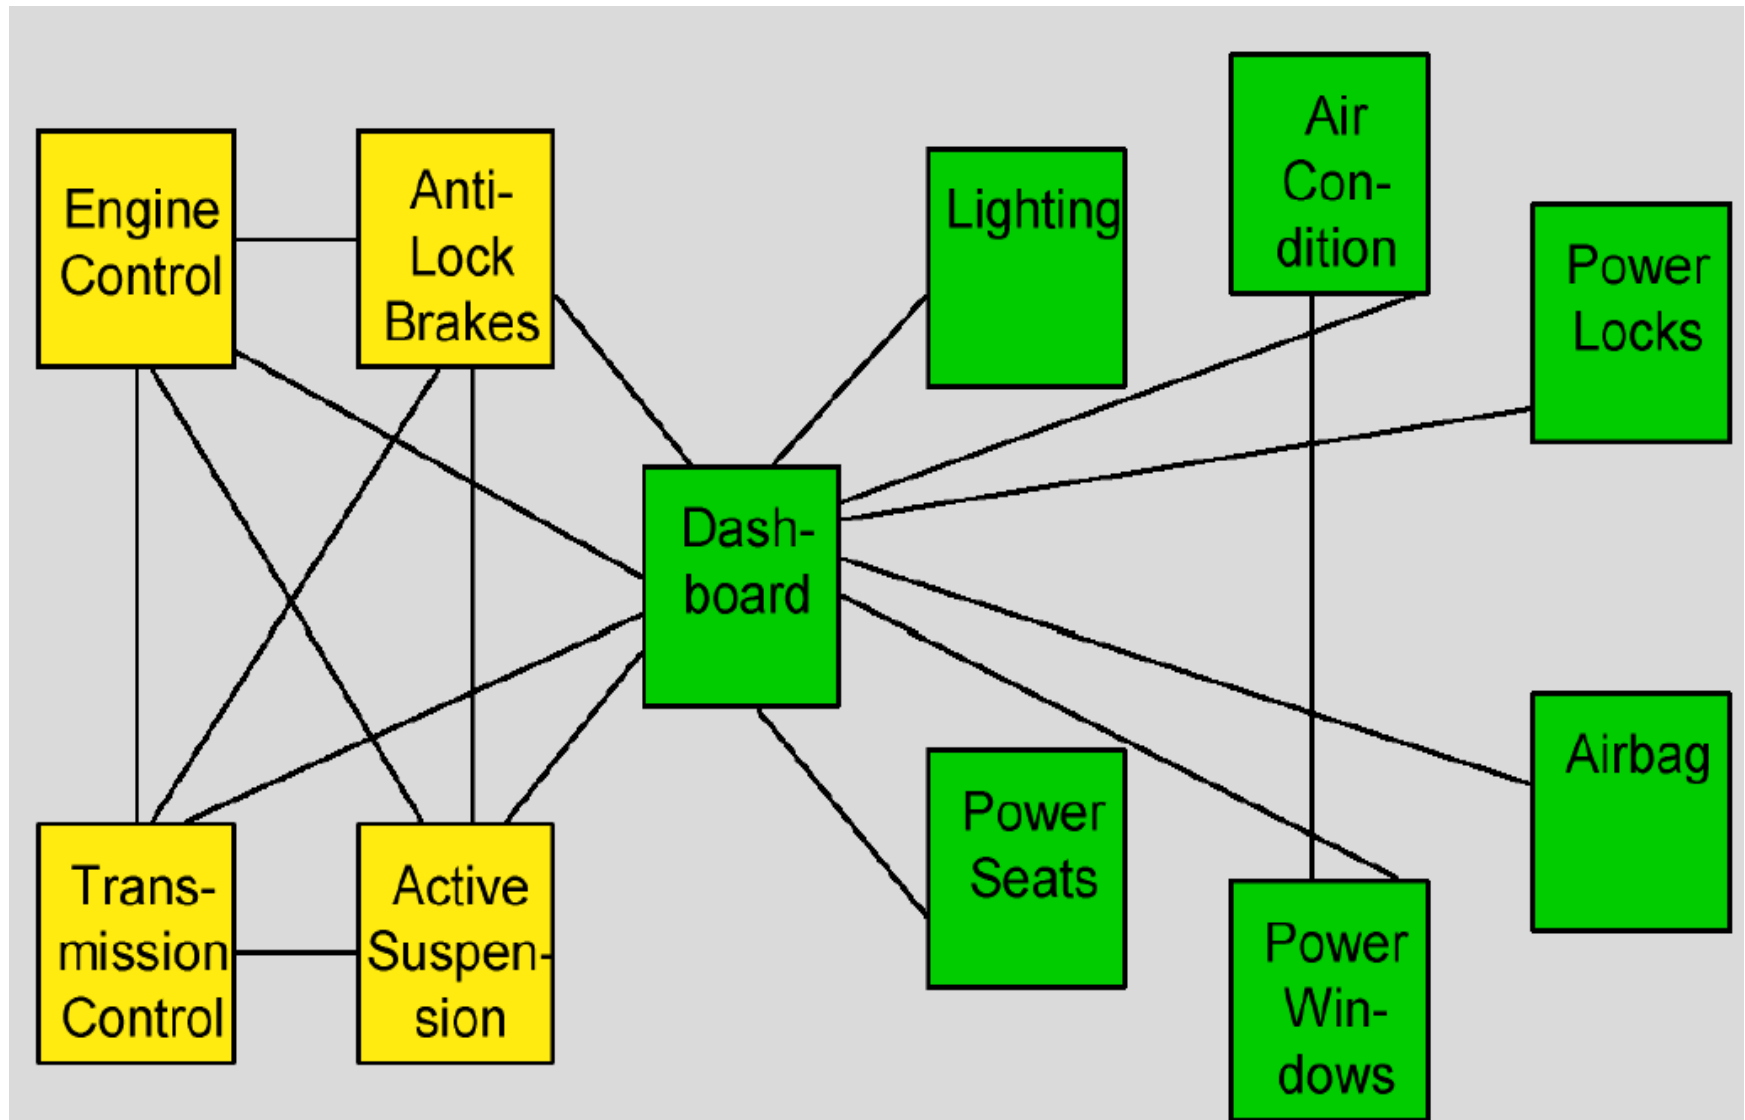 Engine
Control
Anti-
Lock
Brakes
Lighting
Air
Con-
dition
Power
Locks
Dash-
board
Trans-
mission
Control
Active
Suspen-
sion
Power
Seats
Power
Win-
dows
Airbag